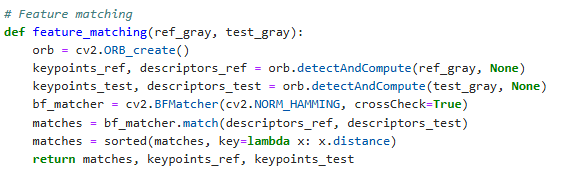 # Feature matching
def feature_matching(ref_gray, test_gray):
    orb = cv2.ORB_create()
    keypoints_ref, descriptors_ref = orb.detectAndCompute(ref_gray, None)
    keypoints_test, descriptors_test = orb.detectAndCompute(test_gray, None)
    bf_matcher = cv2.BFMatcher(cv2.NORM_HAMMING, crossCheck=True)
    matches = bf_matcher.match(descriptors_ref, descriptors_test)
    matches = sorted(matches, key=lambda x: x.distance)
    return matches, keypoints_ref, keypoints_test